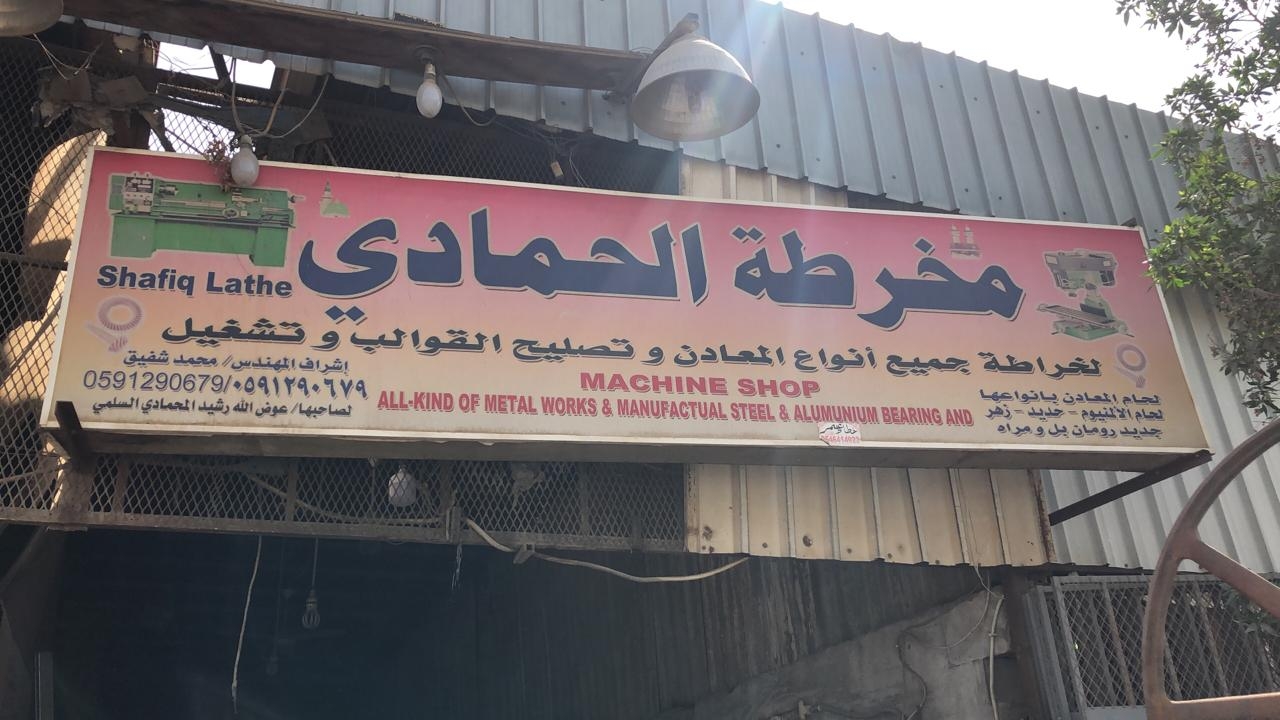 مخرطة الحمادي
Shafiq Lathe
لخراطة جميع أنواع المعادن و تصليح القوالب و تشغيل
MACHINE SHOP
ALL-KIND OF METAL WORKS & MANUFACTUAL STEEL & ALUMUNIUM BEARING AND
لحام المعادن بانواعها
لحام الالمنيوم = حديد = زهر
جديد رومان بل و مراه
إشراف المهندس// محمد شفيق
0591290679/٠٥٩١٢٩٠٦٧٩
لصاحبها/ عوض الله رشيد المحمادي السلمي